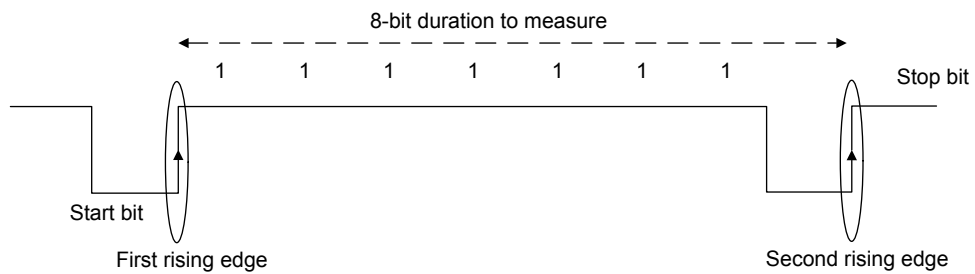 8-bit duration to measure
1 1 1 1 1 1 1
Stop bit
Start bit
First rising edge
Second rising edge